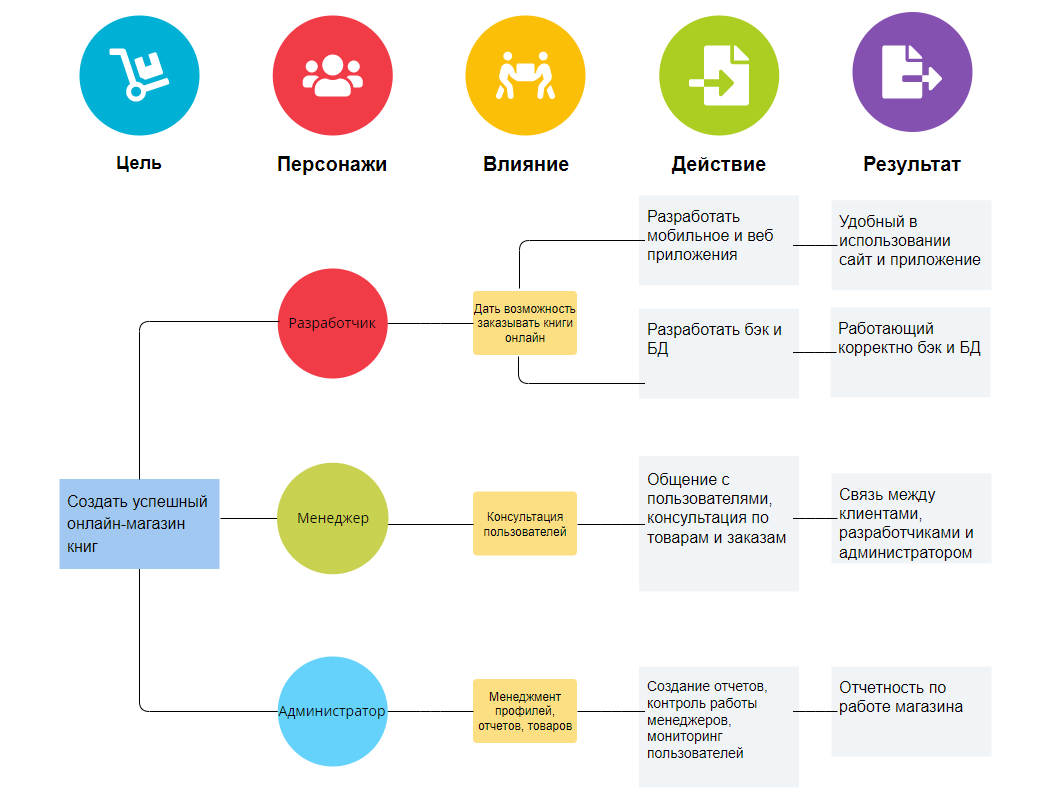 Цель
Персонажи
Влияние
Действие
Результат
Создать успешный
онлайн-магазин
книг
Разработчик
Дать возможность
заказывать книги
онлайн
Разработать
мобильное и веб
приложения
Удобный в
использовании
сайт и приложение
Разработать бэк и
БД
Работающий
корректно бэк и БД
Менеджер
Консультация
пользователей
Общение с
пользователями,
консультация по
товарам и заказам
Связь между
клиентами,
разработчиками и
администратором
Администратор
Менеджмент
профилей,
отчетов, товаров
Создание отчетов,
контроль работы
менеджеров,
мониторинг
пользователей
Отчетность по
работе магазина